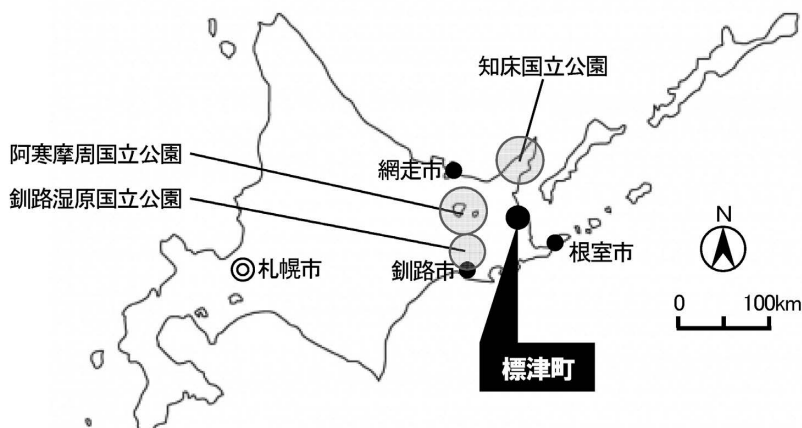 知床国立公園
阿寒摩周国立公園
網走市
釧路湿原国立公園
N
根室市
札幌市
釧路市
0 100km
標津町